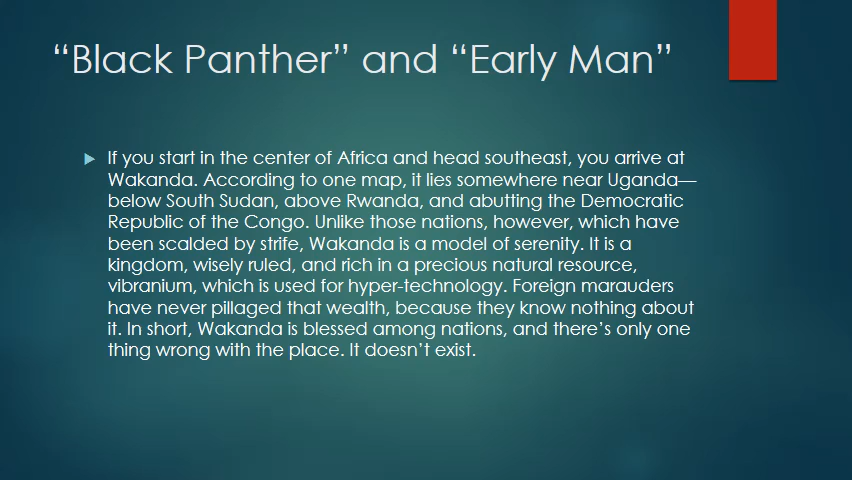 “Black Panther” and “Early Man”
If you start in the center of Africa and head southeast, you arrive at
Wakanda. According to one map, it lies somewhere near Uganda—
below South Sudan, above Rwanda, and abutting the Democratic
Republic of the Congo. Unlike those nations, however, which have
been scalded by strife, Wakanda is a model of serenity. It is a
kingdom, wisely ruled, and rich in a precious natural resource,
vibranium, which is used for hyper-technology. Foreign marauders
have never pillaged that wealth, because they know nothing about
it. In short, Wakanda is blessed among nations, and there’s only one
thing wrong with the place. It doesn’t exist.